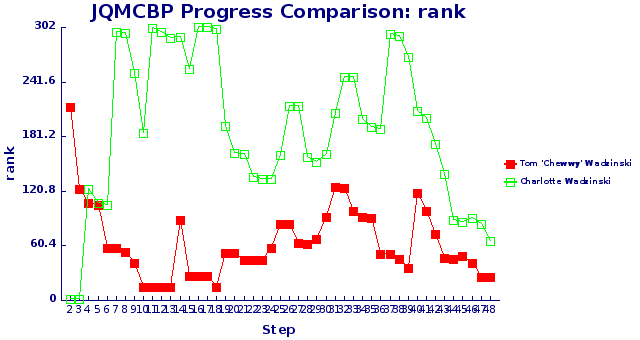 JQMCBP Progress Comparison: rank
302
241.6
181.2
120.8
60.4
0
rank
2 3 4 5 6 7 8 9 10 11 12 13 14 15 16 17 18 19 20 21 22 23 24 25 26 27 28 29 30 31 32 33 34 35 36 37 38 39 40 41 42 43 44 45 46 47 48
Step
Tom 'Chewwy' Wadzinski
Charlotte Wadzinski